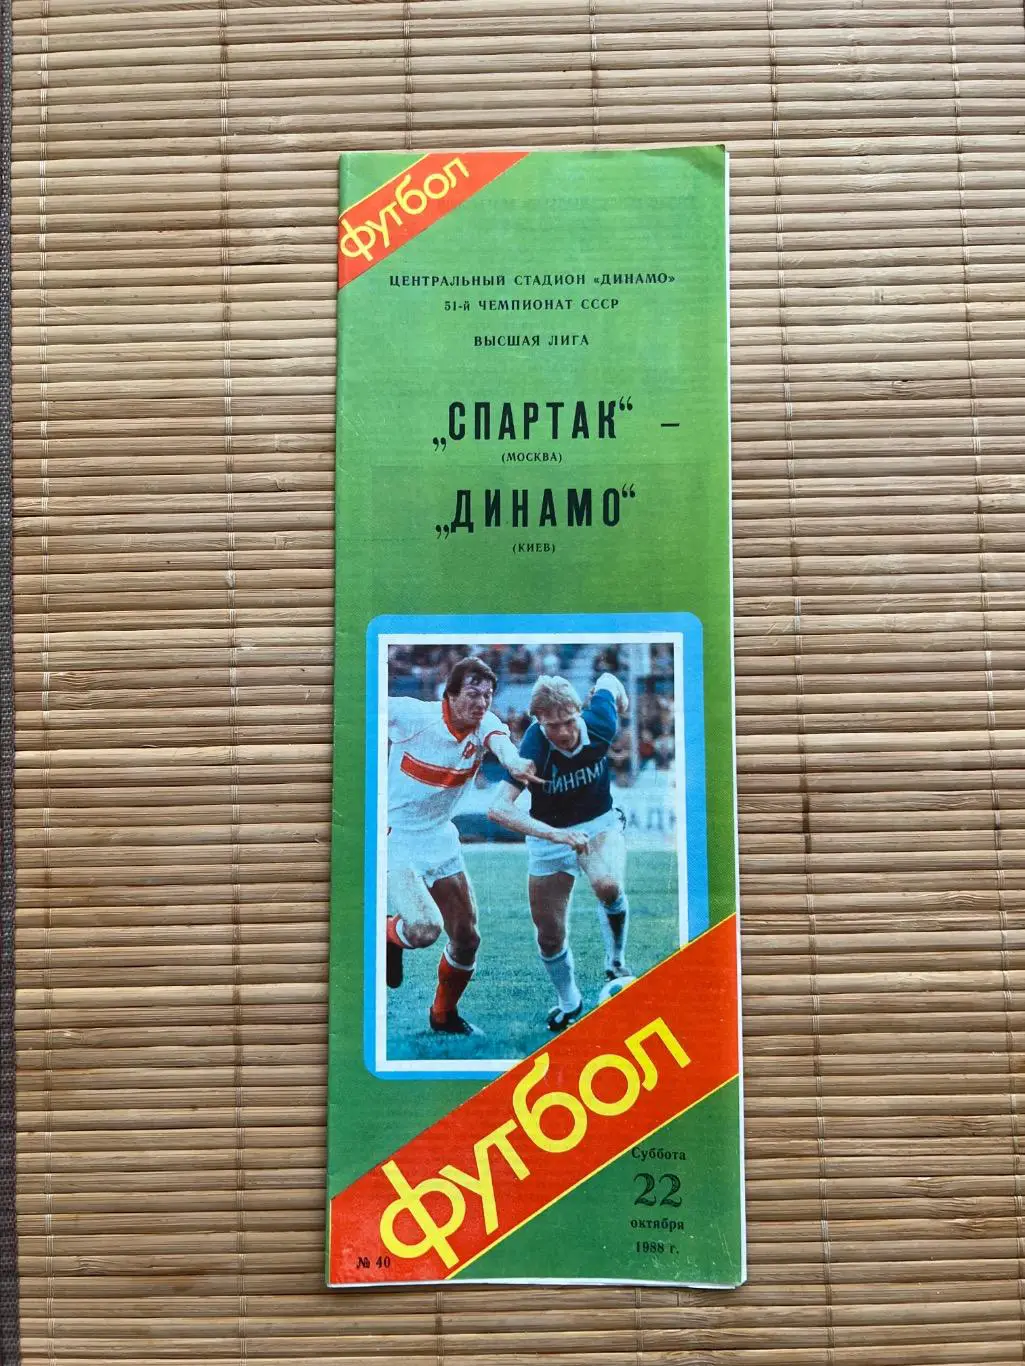 футбол
ЦЕНТРАЛЬНЫЙ СТАДИОН «ДИНАМО»
51-й ЧЕМПИОНАТ СССР
ВЫСШАЯ ЛИГА
„СПАРТАК“ –
(МОСКВА)
„ДИНАМО“
(КИЕВ)
ДИНАМО
футбол
Суббота
22
октября
1988 г.
№ 40